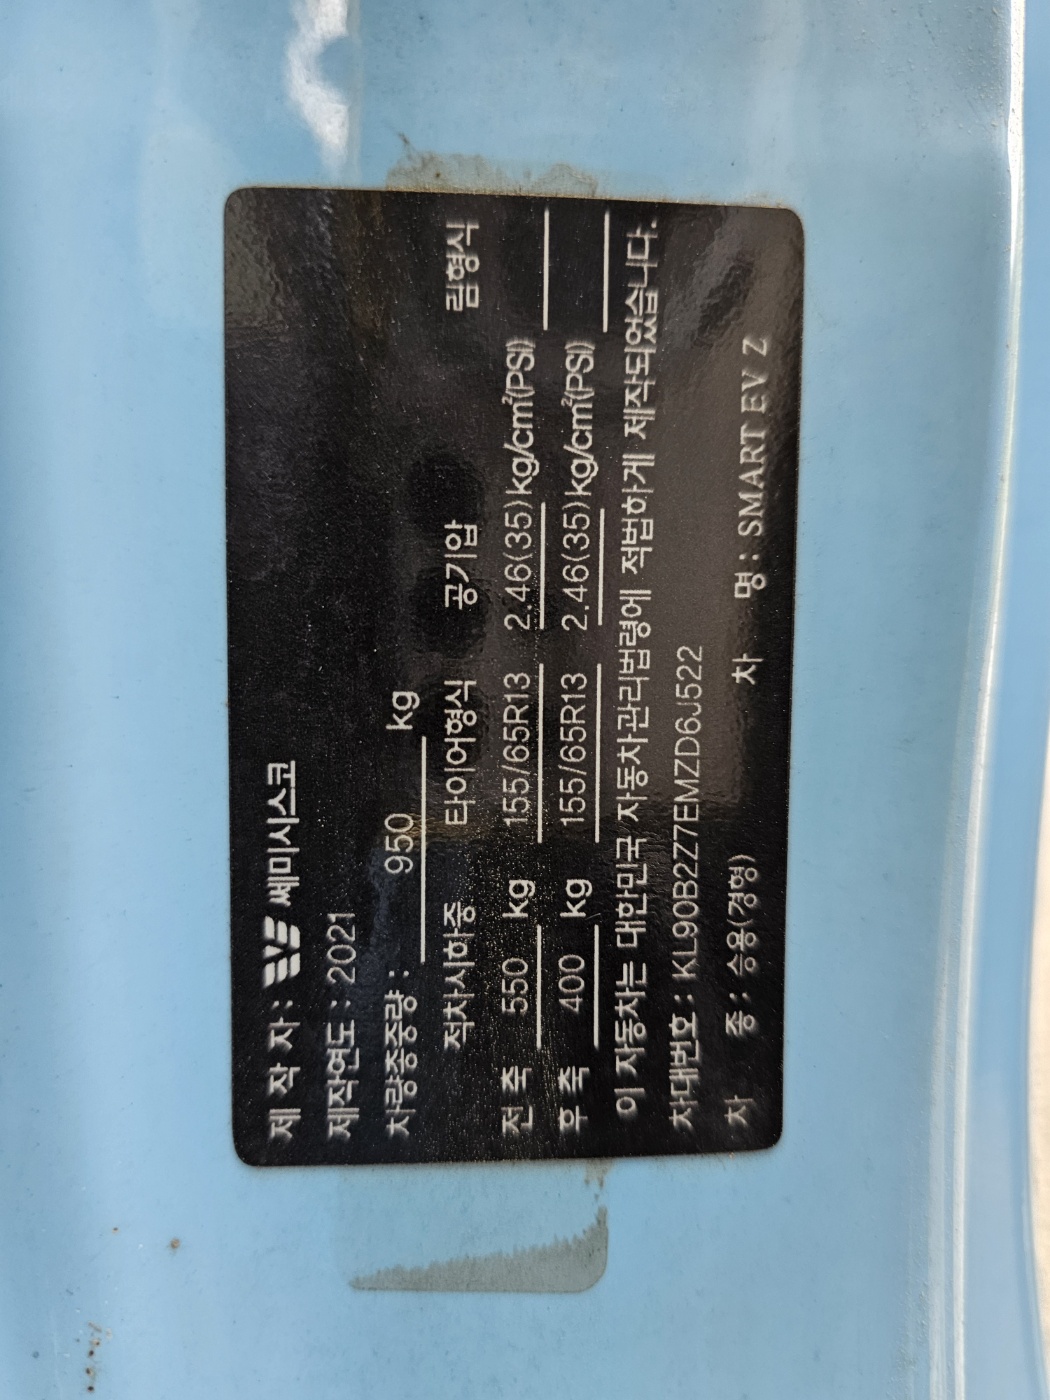 제 작 자 : EVE 쎄미시스코
제작연도 : 2021
차량총중량 : 950 kg
적차시하중 타이어형식 공기압 림형식
전 축 550 kg 155/65R13 2.46(35)kg/cm²(PSI)
후 축 400 kg 155/65R13 2.46(35)kg/cm²(PSI)
이 자동차는 대한민국 자동차관리법령에 적법하게 제작되었습니다.
차대번호 : KL90B2Z7EMZD6J522
차 종 : 승용(경형) 차 명 : SMART EV Z